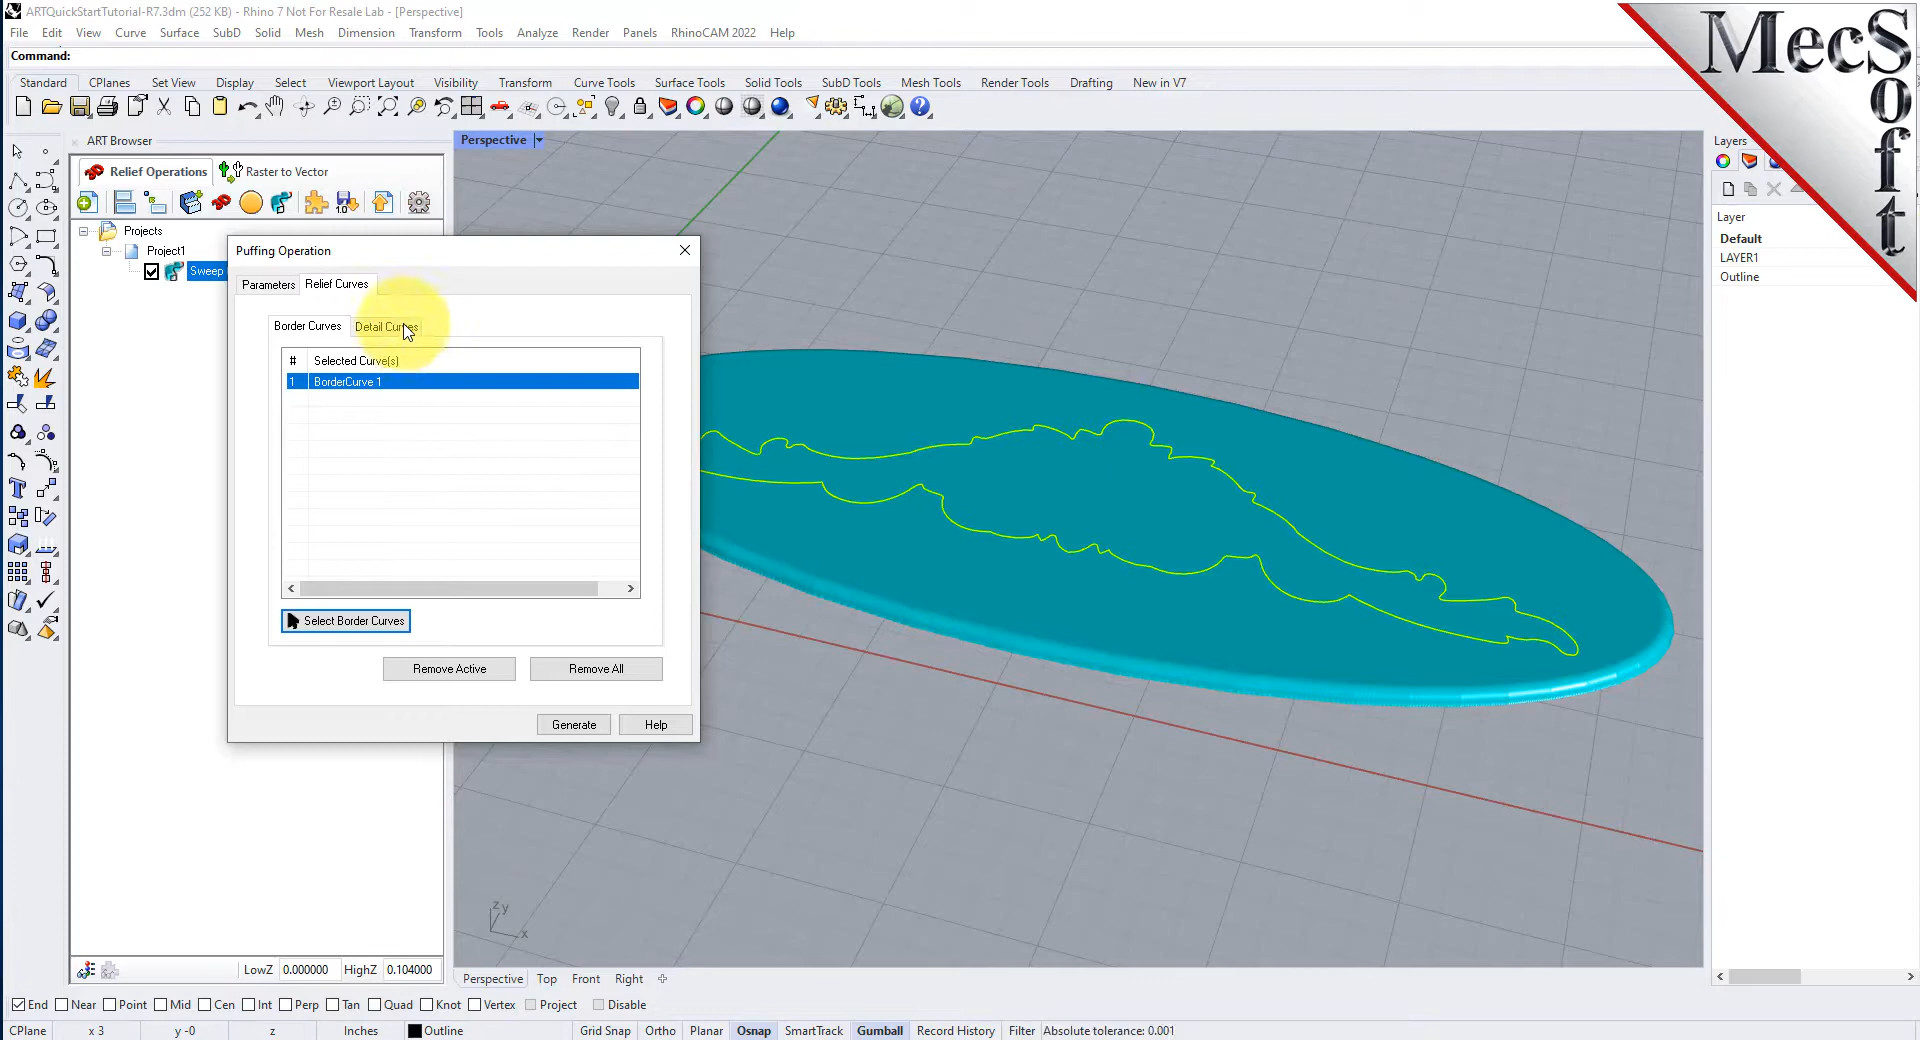 ARTQuickStartTutorial-R7.3dm (252 KB) - Rhino 7 Not For Resale Lab - [Perspective]
File Edit View Curve Surface SubD Solid Mesh Dimension Transform Tools Analyze Render Panels RhinoCAM 2022 Help
Command:
Standard CPlanes Set View Display Select Viewport Layout Visibility Transform Curve Tools Surface Tools Solid Tools SubD Tools Mesh Tools Render Tools Drafting New in V7
MecSoft
ART Browser
Relief Operations Raster to Vector
1.0
Projects
Project1
Sweep
Puffing Operation
Parameters Relief Curves
Border Curves Detail Curves
# Selected Curve(s)
1 BorderCurve 1
Select Border Curves
Remove Active Remove All
Generate Help
Perspective
z y
x
Layers
Layer
Default
LAYER1
Outline
LowZ 0.000000 HighZ 0.104000
Perspective Top Front Right
End Near Point Mid Cen Int Perp Tan Quad Knot Vertex Project Disable
CPlane x 3 y -0 z Inches Outline Grid Snap Ortho Planar Osnap SmartTrack Gumball Record History Filter Absolute tolerance: 0.001